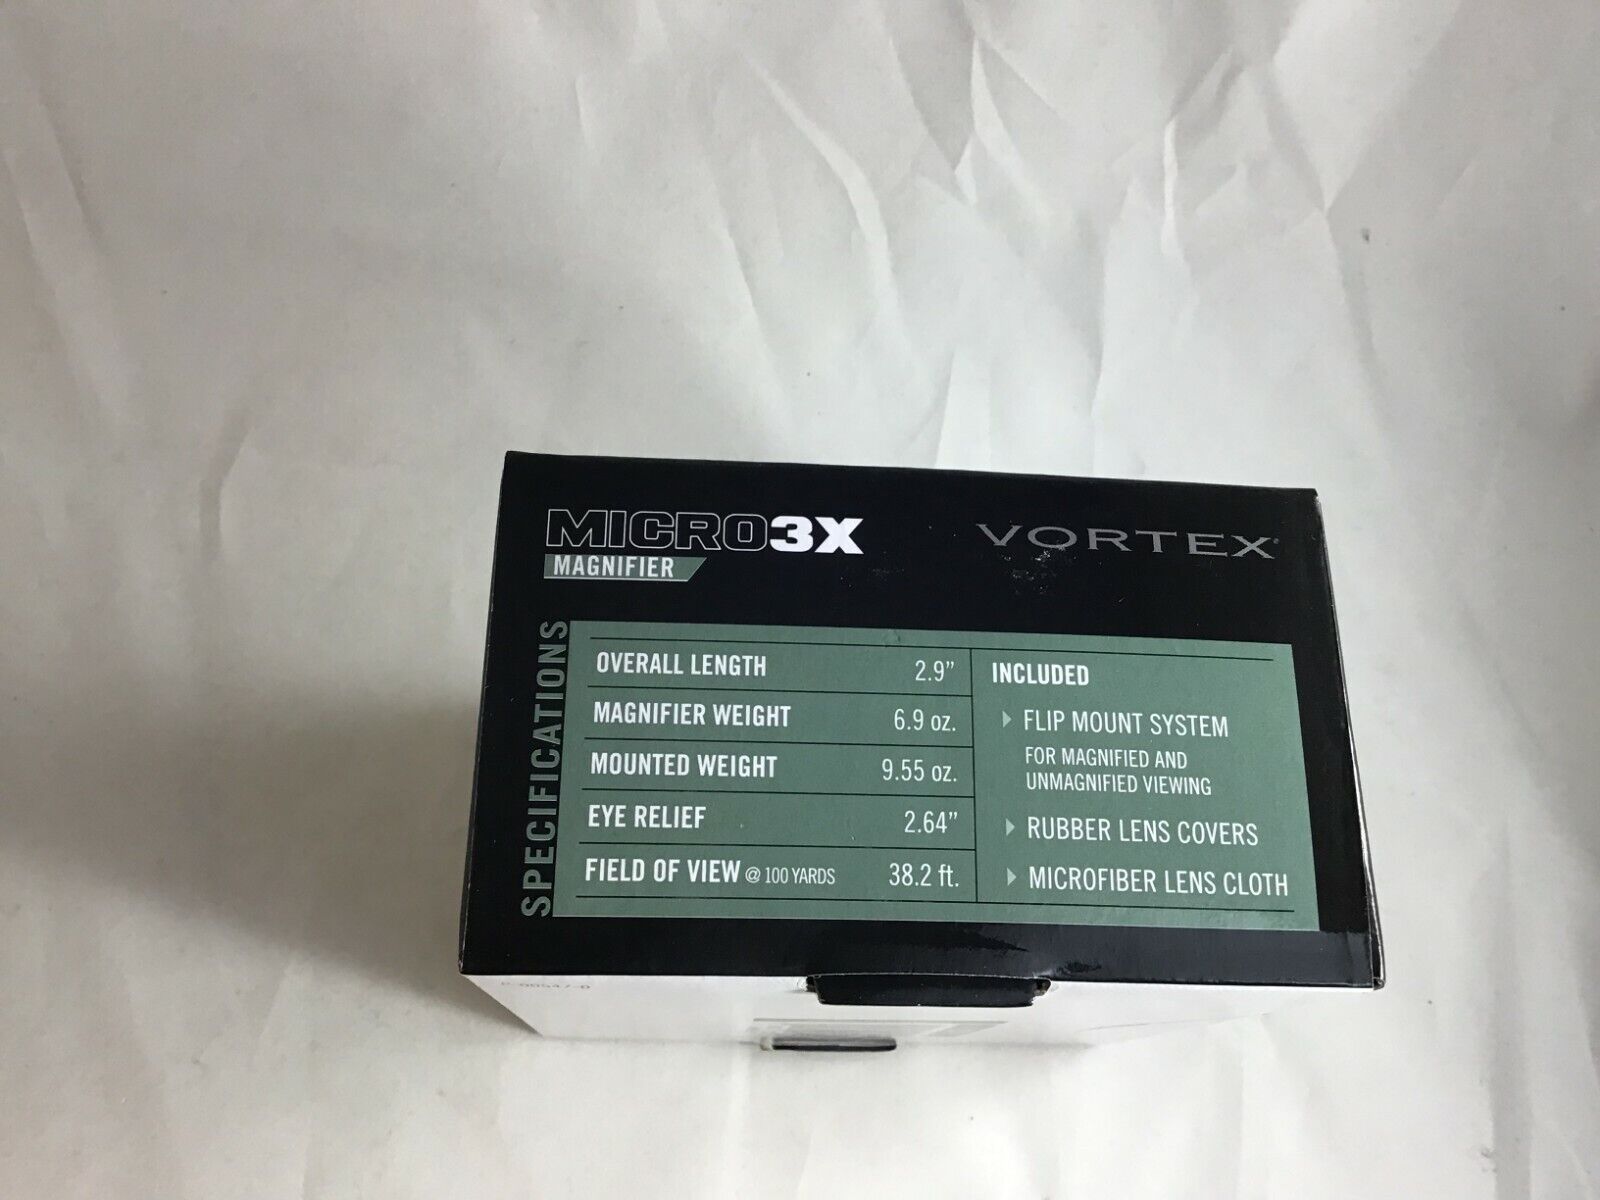 MICRO3X
VORTEX
MAGNIFIER
SPECIFICATIONS
OVERALL LENGTH 2.9"
MAGNIFIER WEIGHT 6.9 oz.
MOUNTED WEIGHT 9.55 oz.
EYE RELIEF 2.64"
FIELD OF VIEW @ 100 YARDS 38.2 ft.
INCLUDED
FLIP MOUNT SYSTEM
FOR MAGNIFIED AND
UNMAGNIFIED VIEWING
RUBBER LENS COVERS
MICROFIBER LENS CLOTH